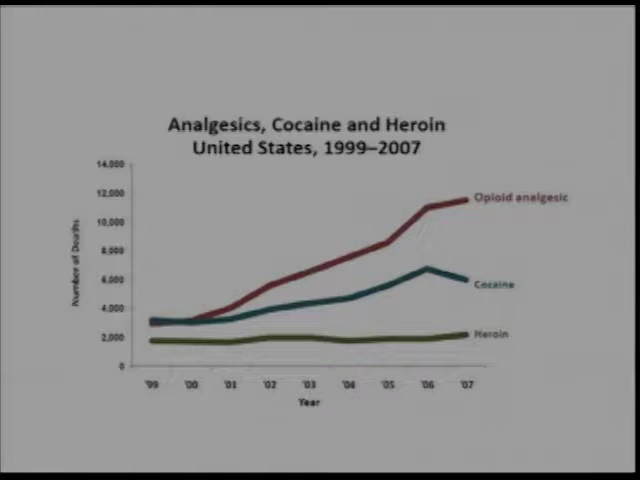 Analgesics, Cocaine and Heroin
United States, 1999–2007
14,000
12,000
10,000
8,000
6,000
4,000
2,000
0
Number of Deaths
Opioid analgesic
Cocaine
Heroin
'99 '00 '01 '02 '03 '04 '05 '06 '07
Year